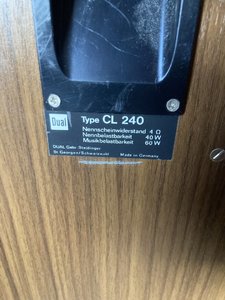 Dual
Type CL 240
Nennscheinwiderstand 4 Ω
Nennbelastbarkeit 40 W
Musikbelastbarkeit 60 W
DUAL Gebr. Steidinger
St. Georgen/Schwarzwald Made in Germany